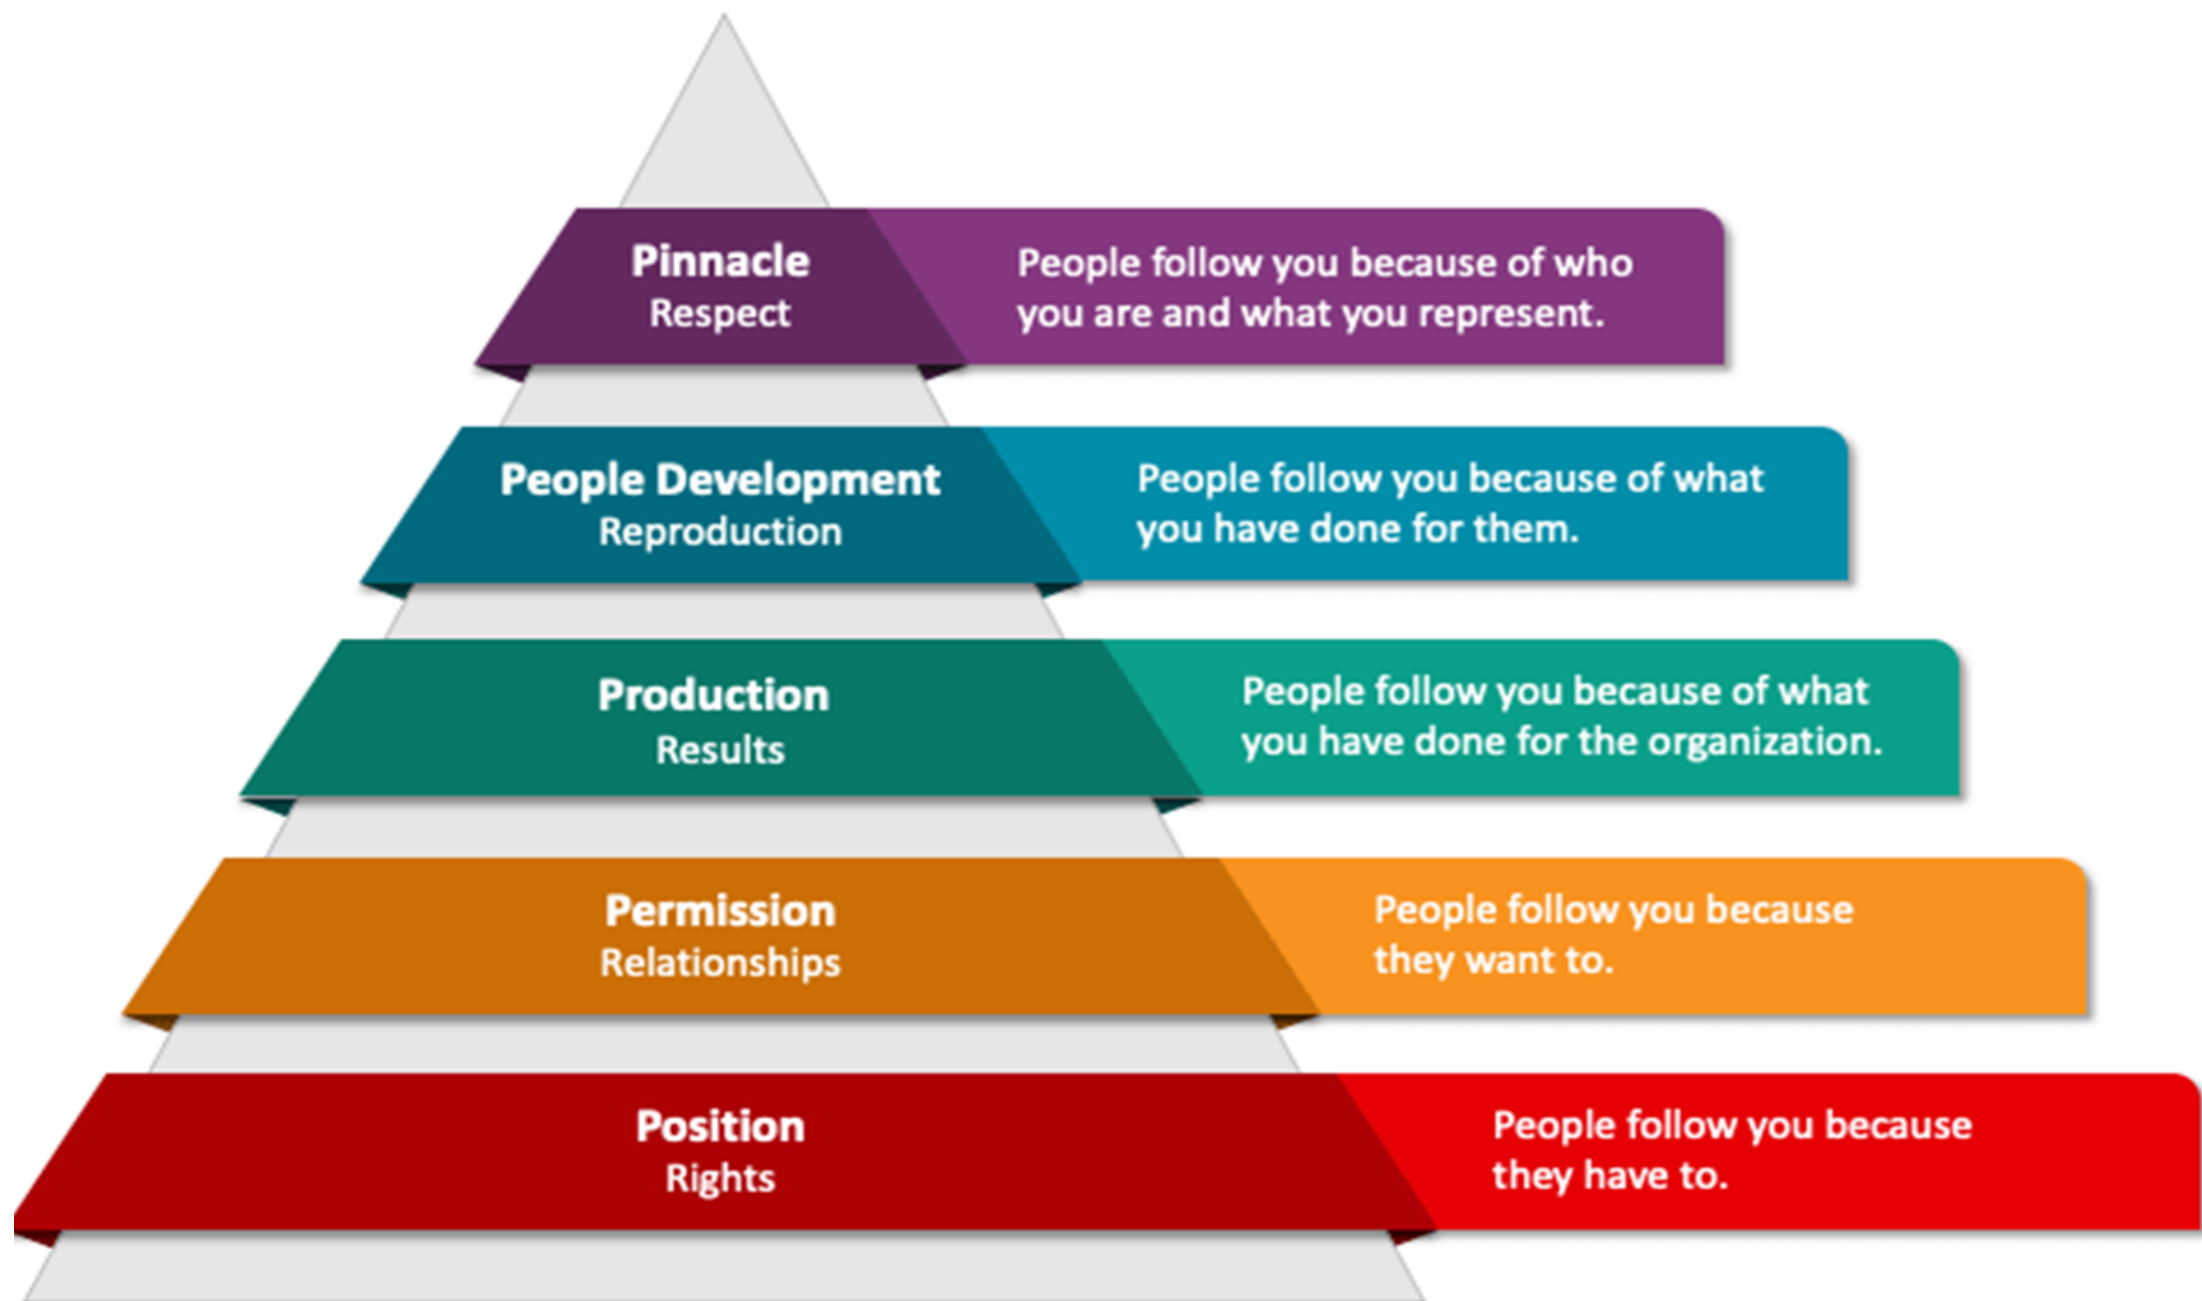 Pinnacle
Respect
People follow you because of who
you are and what you represent.
People Development
Reproduction
People follow you because of what
you have done for them.
Production
Results
People follow you because of what
you have done for the organization.
Permission
Relationships
People follow you because
they want to.
Position
Rights
People follow you because
they have to.